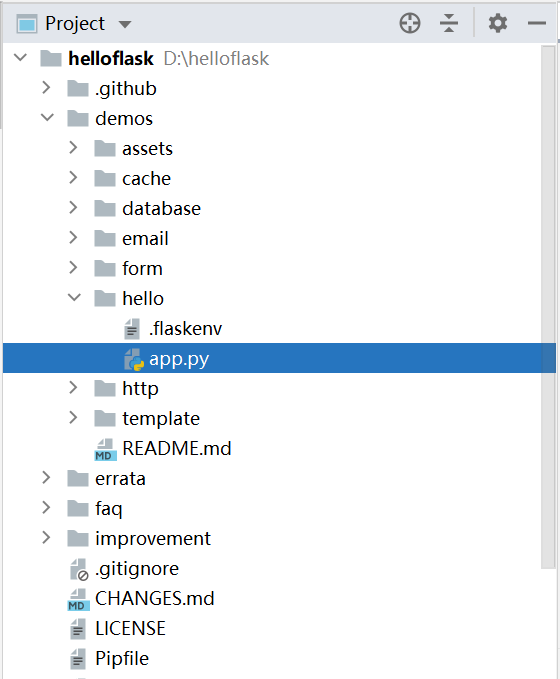 Project
helloflask D:\helloflask
.github
demos
assets
cache
database
email
form
hello
.flaskenv
app.py
http
template
MD README.md
errata
faq
improvement
.gitignore
MD CHANGES.md
LICENSE
Pipfile